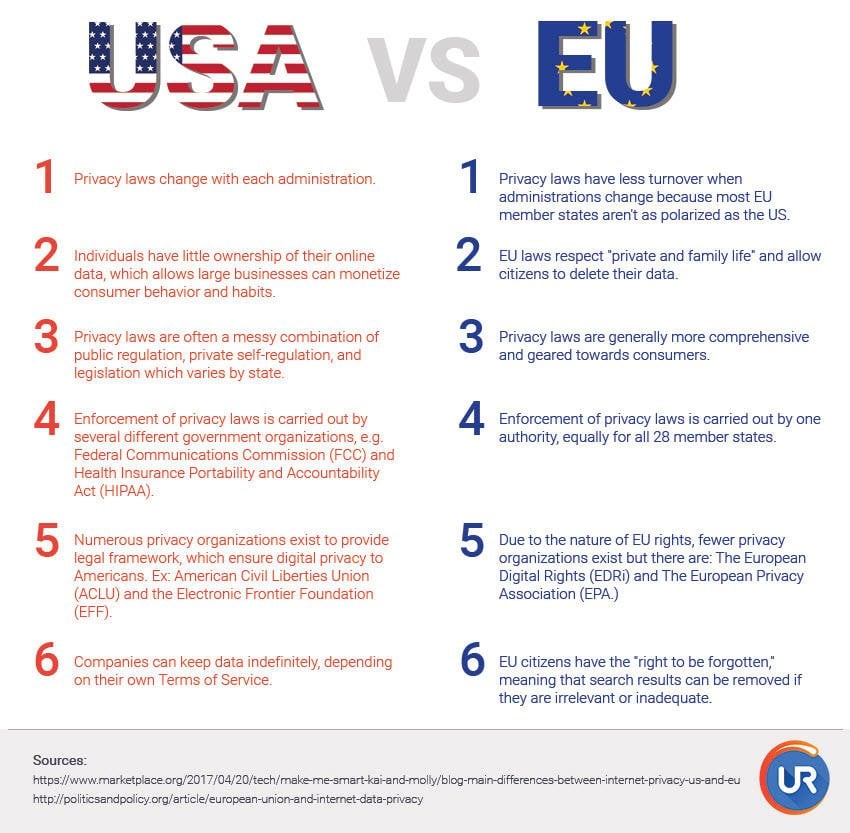 USA VS EU
1 Privacy laws change with each administration.
1 Privacy laws have less turnover when
administrations change because most EU
member states aren't as polarized as the US.
2 Individuals have little ownership of their online
data, which allows large businesses can monetize
consumer behavior and habits.
2 EU laws respect "private and family life" and allow
citizens to delete their data.
3 Privacy laws are often a messy combination of
public regulation, private self-regulation, and
legislation which varies by state.
3 Privacy laws are generally more comprehensive
and geared towards consumers.
4 Enforcement of privacy laws is carried out by
several different government organizations, e.g.
Federal Communications Commission (FCC) and
Health Insurance Portability and Accountability
Act (HIPAA).
4 Enforcement of privacy laws is carried out by one
authority, equally for all 28 member states.
5 Numerous privacy organizations exist to provide
legal framework, which ensure digital privacy to
Americans. Ex: American Civil Liberties Union
(ACLU) and the Electronic Frontier Foundation
(EFF).
5 Due to the nature of EU rights, fewer privacy
organizations exist but there are: The European
Digital Rights (EDRi) and The European Privacy
Association (EPA.)
6 Companies can keep data indefinitely, depending
on their own Terms of Service.
6 EU citizens have the "right to be forgotten,"
meaning that search results can be removed if
they are irrelevant or inadequate.
Sources:
https://www.marketplace.org/2017/04/20/tech/make-me-smart-kai-and-molly/blog-main-differences-between-internet-privacy-us-and-eu
http://politicsandpolicy.org/article/european-union-and-internet-data-privacy
UR